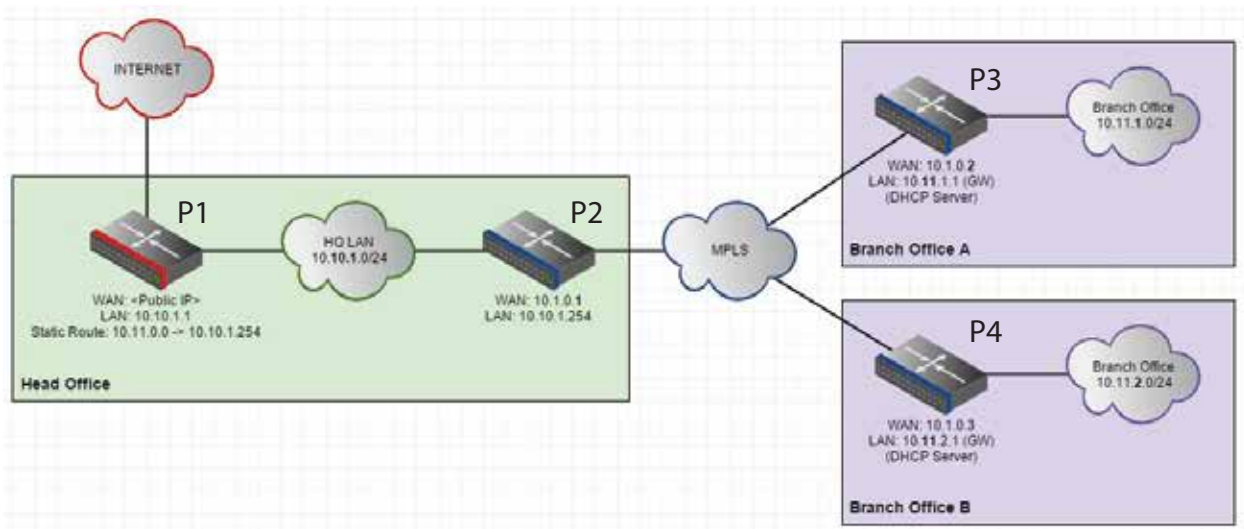 INTERNET
P1
HQ LAN
10.10.1.0/24
P2
WAN: <Public IP>
LAN: 10.10.1.1
Static Route: 10.11.0.0 -> 10.10.1.254
WAN: 10.1.0.1
LAN: 10.10.1.254
Head Office
MPLS
P3
Branch Office
10.11.1.0/24
WAN: 10.1.0.2
LAN: 10.11.1.1 (GW)
(DHCP Server)
Branch Office A
P4
Branch Office
10.11.2.0/24
WAN: 10.1.0.3
LAN: 10.11.2.1 (GW)
(DHCP Server)
Branch Office B